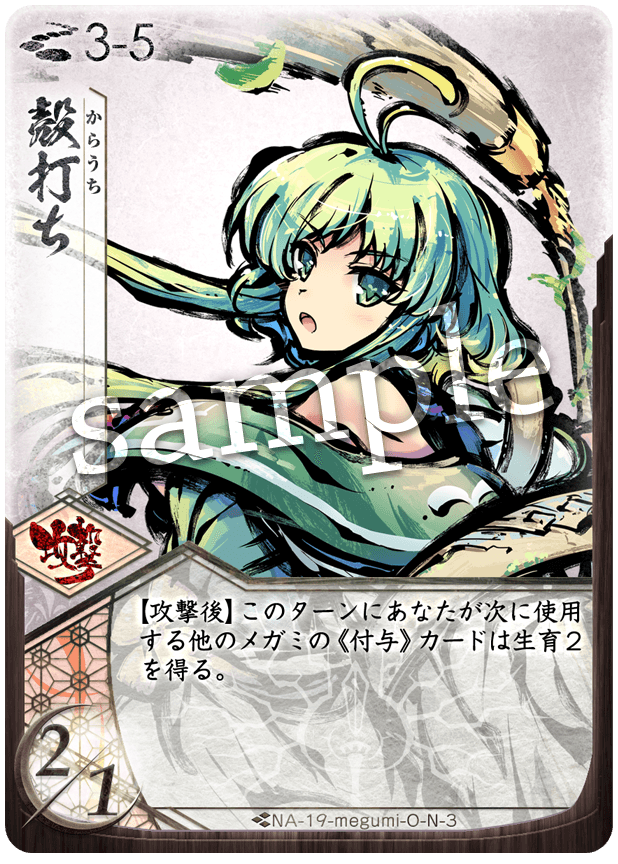 3-5
殻打ち
からうち
sample
攻撃
【攻撃後】このターンにあなたが次に使用
する他のメガミの《付与》カードは生育2
を得る。
2/1
NA-19-megumi-O-N-3